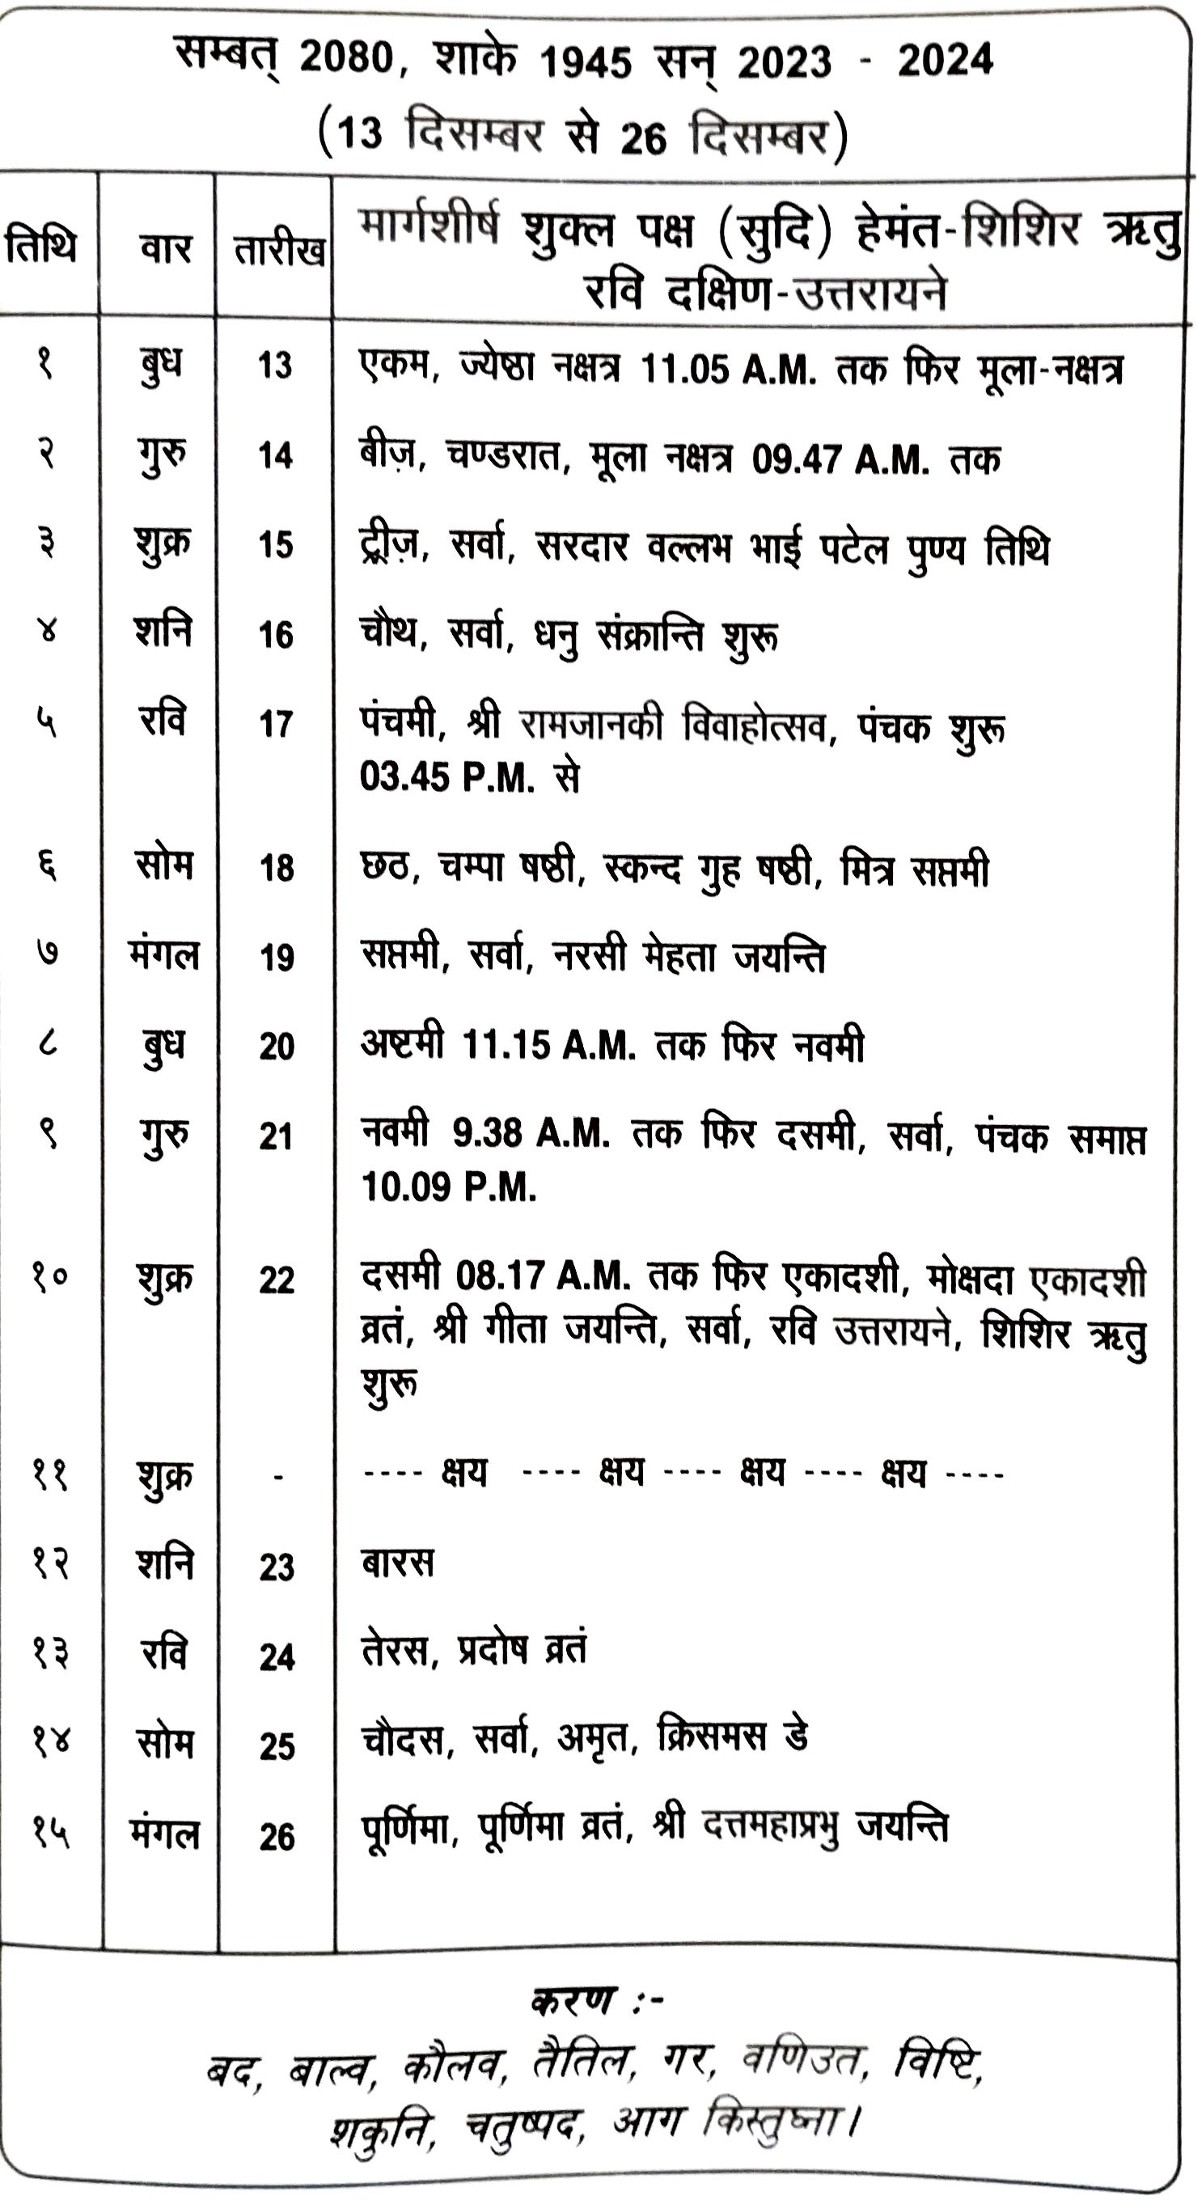 सम्बत् 2080, शाके 1945 सन् 2023 - 2024
(13 दिसम्बर से 26 दिसम्बर)
तिथि वार तारीख मार्गशीर्ष शुक्ल पक्ष (सुदि) हेमंत-शिशिर ऋतु
रवि दक्षिण-उत्तरायने
१ बुध 13 एकम, ज्येष्ठा नक्षत्र 11.05 A.M. तक फिर मूला-नक्षत्र
२ गुरु 14 बीज़, चण्डरात, मूला नक्षत्र 09.47 A.M. तक
३ शुक्र 15 ट्रीज़, सर्वा, सरदार वल्लभ भाई पटेल पुण्य तिथि
४ शनि 16 चौथ, सर्वा, धनु संक्रान्ति शुरू
५ रवि 17 पंचमी, श्री रामजानकी विवाहोत्सव, पंचक शुरू
03.45 P.M. से
६ सोम 18 छठ, चम्पा षष्ठी, स्कन्द गुह षष्ठी, मित्र सप्तमी
७ मंगल 19 सप्तमी, सर्वा, नरसी मेहता जयन्ति
८ बुध 20 अष्टमी 11.15 A.M. तक फिर नवमी
९ गुरु 21 नवमी 9.38 A.M. तक फिर दसमी, सर्वा, पंचक समाप्त
10.09 P.M.
१० शुक्र 22 दसमी 08.17 A.M. तक फिर एकादशी, मोक्षदा एकादशी
व्रतं, श्री गीता जयन्ति, सर्वा, रवि उत्तरायने, शिशिर ऋतु
शुरू
११ शुक्र - ---- क्षय ---- क्षय ---- क्षय ---- क्षय ----
१२ शनि 23 बारस
१३ रवि 24 तेरस, प्रदोष व्रतं
१४ सोम 25 चौदस, सर्वा, अमृत, क्रिसमस डे
१५ मंगल 26 पूर्णिमा, पूर्णिमा व्रतं, श्री दत्तमहाप्रभु जयन्ति
करण :-
बद, बाल्व, कौलव, तैतिल, गर, वणिउत, विष्टि,
शकुनि, चतुष्पद, आग किस्तुघ्ना।